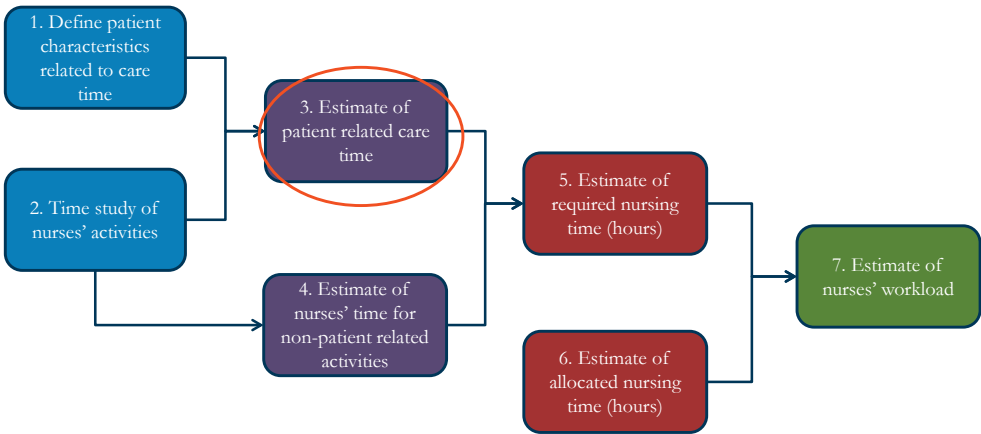 1. Define patient
characteristics
related to care
time
2. Time study of
nurses’ activities
3. Estimate of
patient related care
time
4. Estimate of
nurses’ time for
non-patient related
activities
5. Estimate of
required nursing
time (hours)
6. Estimate of
allocated nursing
time (hours)
7. Estimate of
nurses’ workload